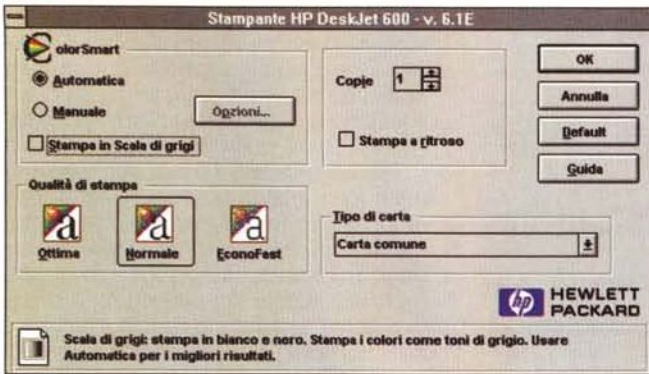 Stampante HP DeskJet 600 - v. 6.1E
ColorSmart
Automatica
Manuale
Opzioni...
Stampa in Scala di grigi
Copie 1
Stampa a ritroso
OK
Annulla
Default
Guida
Qualità di stampa
Ottima
Normale
EconoFast
Tipo di carta
Carta comune
hp HEWLETT
PACKARD
Scala di grigi: stampa in bianco e nero. Stampa i colori come toni di grigio. Usare
Automatica per i migliori risultati.